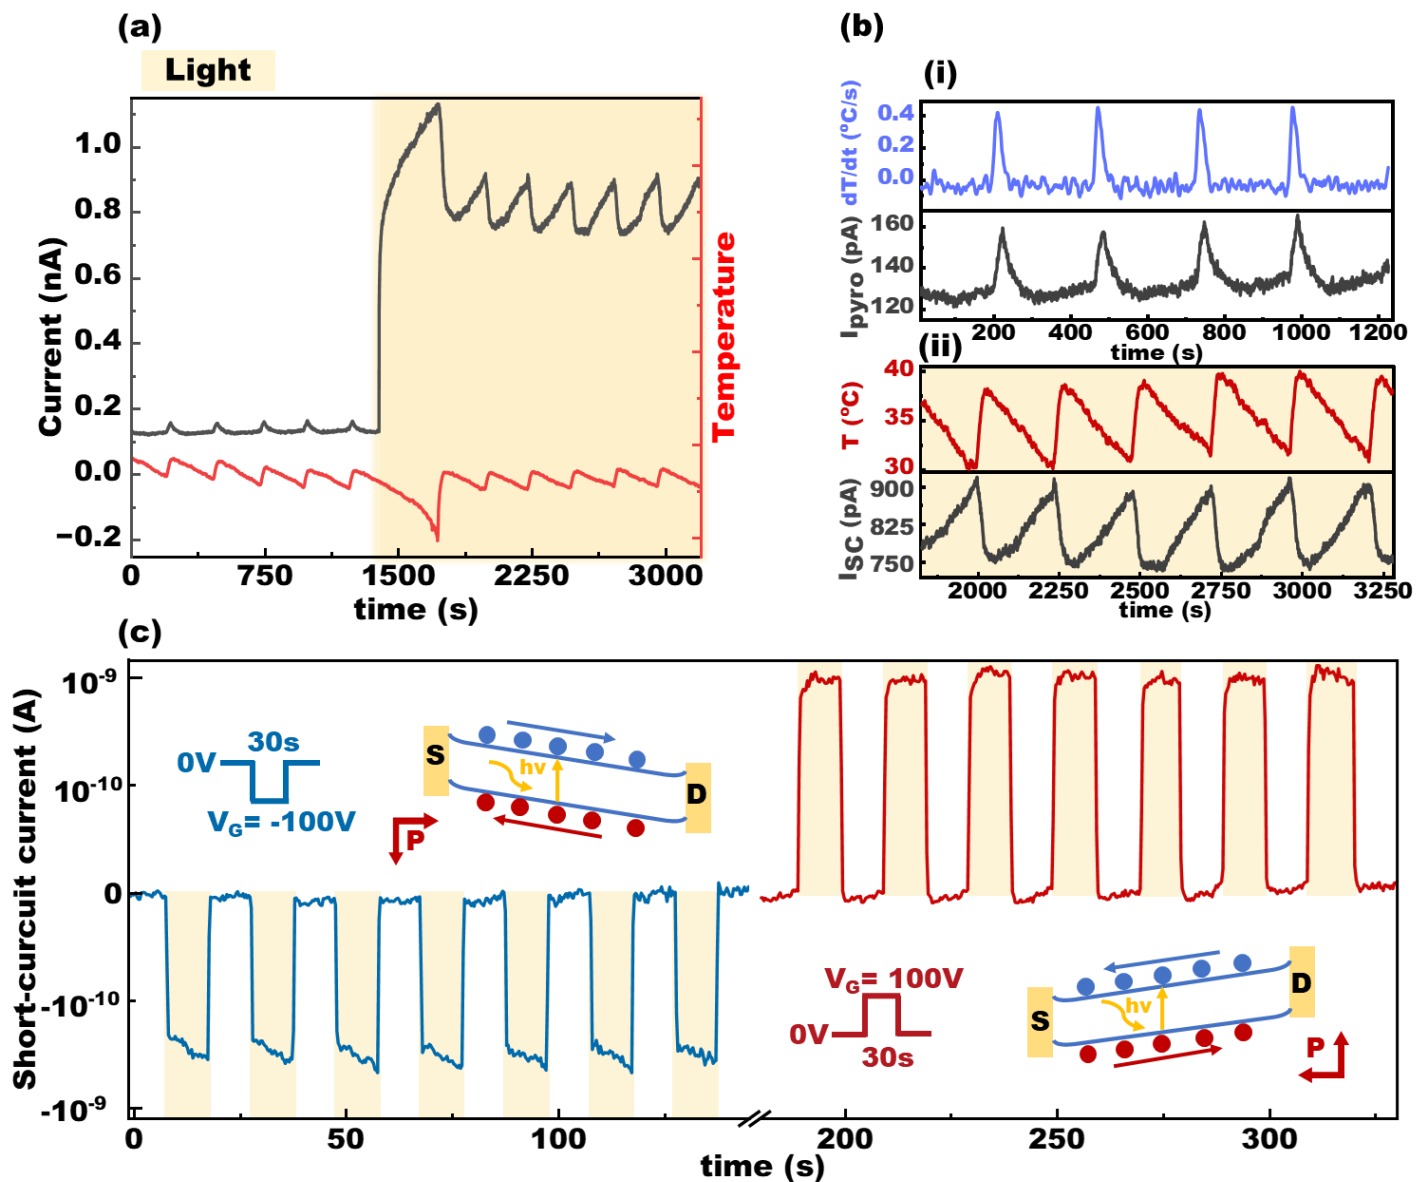 (a)
Light
1.0
0.8
0.6
0.4
0.2
0.0
−0.2
Current (nA)
Temperature
0 750 1500 2250 3000
time (s)
(b)
(i)
0.4
0.2
0.0
dT/dt (°C/s)
160
140
120
Ipyro (pA)
200 400 600 800 1000 1200
time (s)
(ii)
40
35
30
T (°C)
900
825
750
ISC (pA)
2000 2250 2500 2750 3000 3250
time (s)
(c)
Short-curcuit current (A)
10-9
10-10
0
-10-10
-10-9
30s
0V
VG= -100V
S
hν
D
P
VG= 100V
0V
30s
S
hν
D
P
0 50 100 200 250 300
time (s)